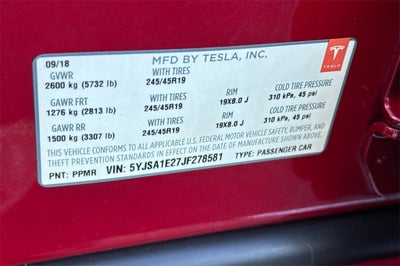 09/18 MFD BY TESLA, INC. TESLA
GVWR WITH TIRES
2600 kg (5732 lb) 245/45R19
GAWR FRT WITH TIRES RIM COLD TIRE PRESSURE
1276 kg (2813 lb) 245/45R19 19X8.0 J 310 kPa, 45 psi
GAWR RR WITH TIRES RIM COLD TIRE PRESSURE
1500 kg (3307 lb) 245/45R19 19X8.0 J 310 kPa, 45 psi
THIS VEHICLE CONFORMS TO ALL APPLICABLE U.S. FEDERAL MOTOR VEHICLE SAFETY, BUMPER, AND
THEFT PREVENTION STANDARDS IN EFFECT ON THE DATE OF MANUFACTURE SHOWN ABOVE.
PNT: PPMR VIN: 5YJSA1E27JF278581 TYPE: PASSENGER CAR